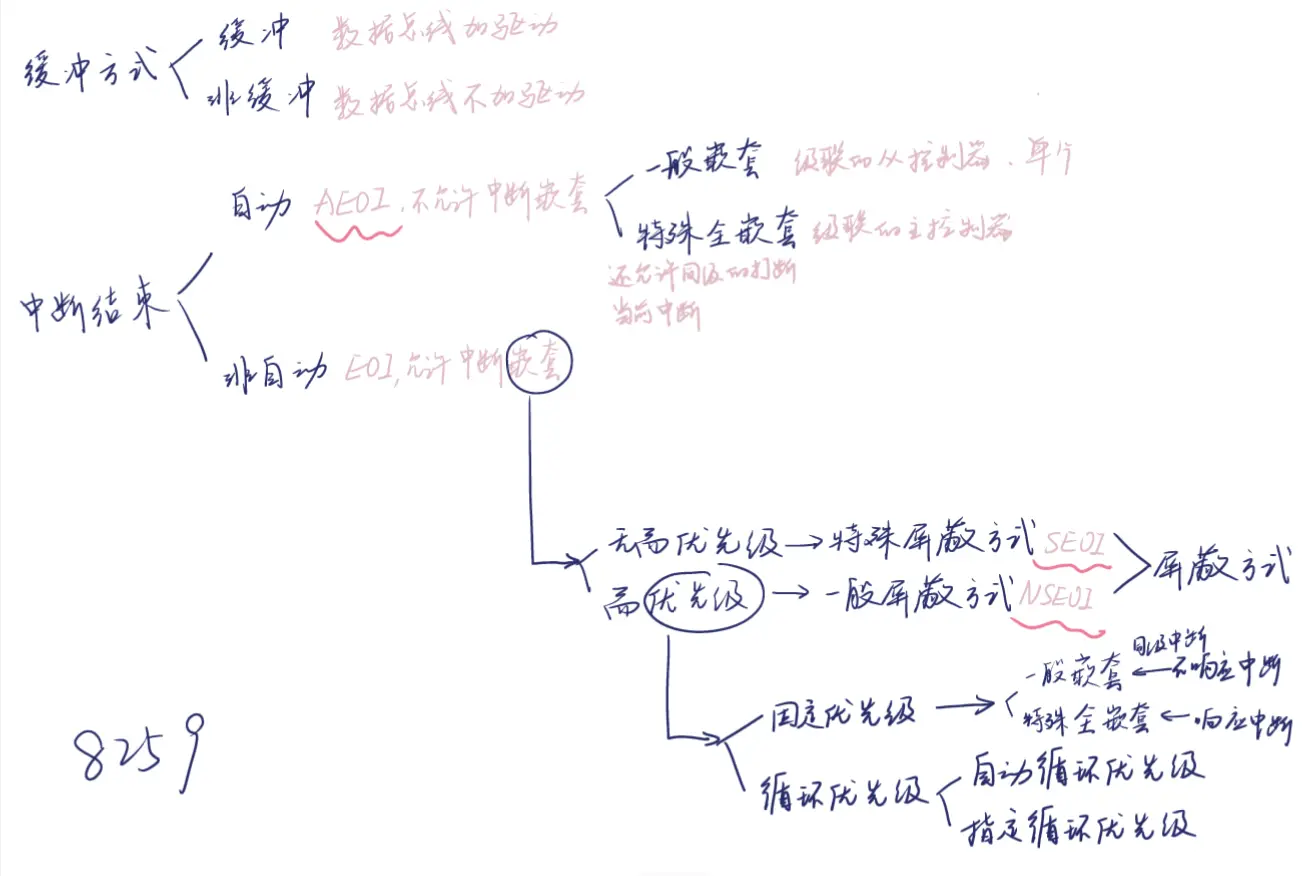 缓冲方式
缓冲 数据总线加驱动
非缓冲 数据总线不加驱动
中断结束
自动 AEOI,不允许中断嵌套
一般嵌套 级联的从控制器、单个
特殊全嵌套 级联的主控制器
还允许同级的打断
当前中断
非自动 EOI,允许中断嵌套
无需优先级→特殊屏蔽方式 SEOI
需优先级→一般屏蔽方式 NSEOI
屏蔽方式
固定优先级
同级中断
一般嵌套←不响应中断
特殊全嵌套←响应中断
循环优先级
自动循环优先级
指定循环优先级
8259